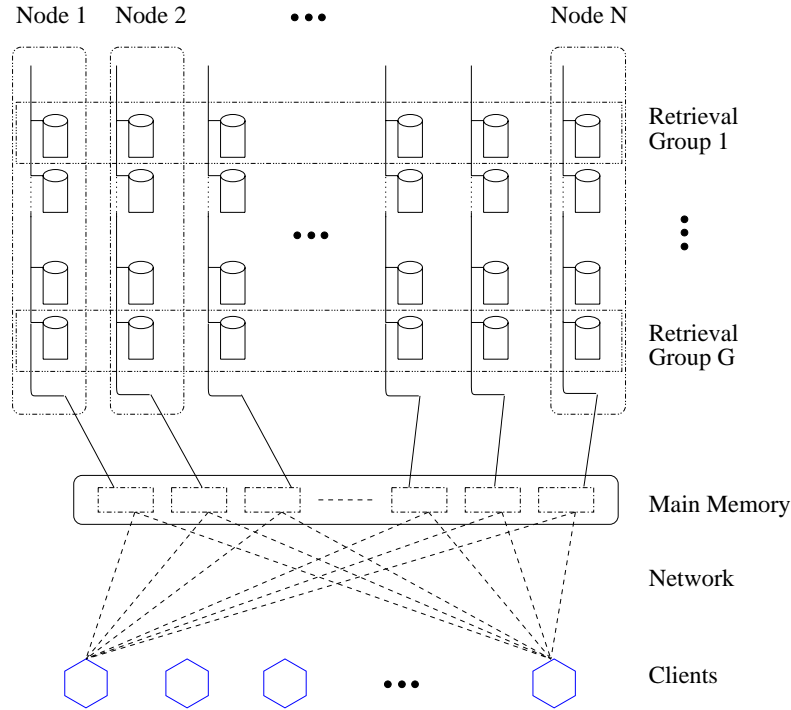 Node 1
Node 2
Node N
Retrieval
Group 1
Retrieval
Group G
Main Memory
Network
Clients